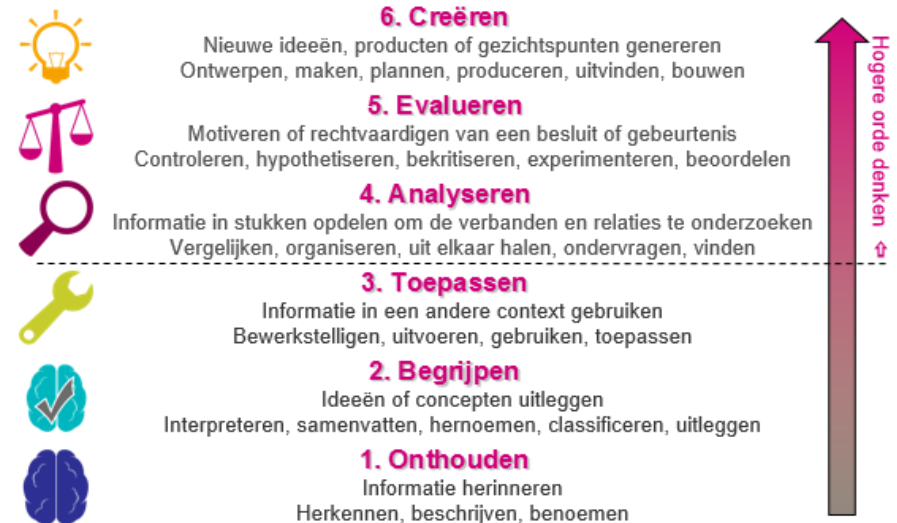 6. Creëren
Nieuwe ideeën, producten of gezichtspunten genereren
Ontwerpen, maken, plannen, produceren, uitvinden, bouwen
5. Evalueren
Motiveren of rechtvaardigen van een besluit of gebeurtenis
Controleren, hypothetiseren, bekritiseren, experimenteren, beoordelen
4. Analyseren
Informatie in stukken opdelen om de verbanden en relaties te onderzoeken
Vergelijken, organiseren, uit elkaar halen, ondervragen, vinden
3. Toepassen
Informatie in een andere context gebruiken
Bewerkstelligen, uitvoeren, gebruiken, toepassen
2. Begrijpen
Ideeën of concepten uitleggen
Interpreteren, samenvatten, hernoemen, classificeren, uitleggen
1. Onthouden
Informatie herinneren
Herkennen, beschrijven, benoemen
Hogere orde denken ⇨